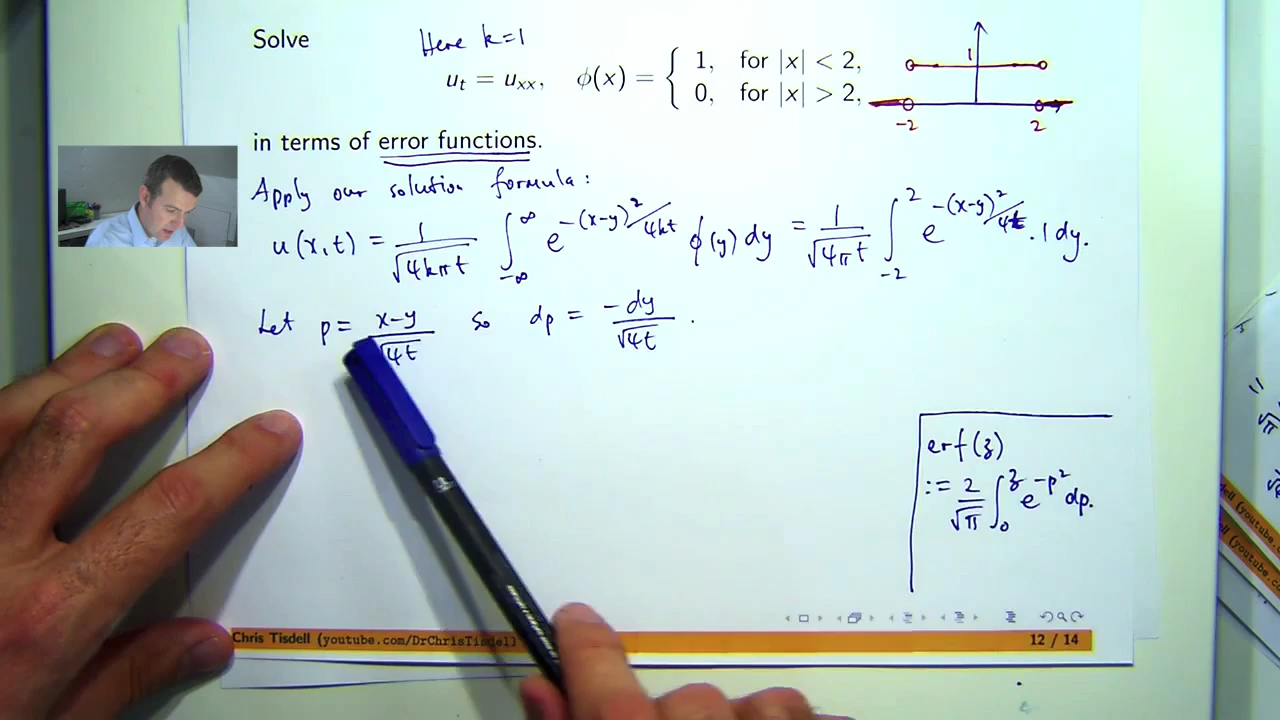 Solve Here k=1
u_t = u_xx, ϕ(x) = { 1, for |x| < 2,
0, for |x| > 2,
1
-2 2
in terms of error functions.
Apply our solution formula:
u(x,t) = 1/√(4kπt) ∫_{-∞}^{∞} e^{-(x-y)²/4kt} ϕ(y) dy = 1/√(4πt) ∫_{-2}^{2} e^{-(x-y)²/4t} . 1 dy.
Let p = (x-y)/√(4t) so dp = -dy/√(4t) .
erf(z)
:= 2/√π ∫_0^z e^{-p²} dp.
Chris Tisdell (youtube.com/DrChrisTisdell) 12 / 14